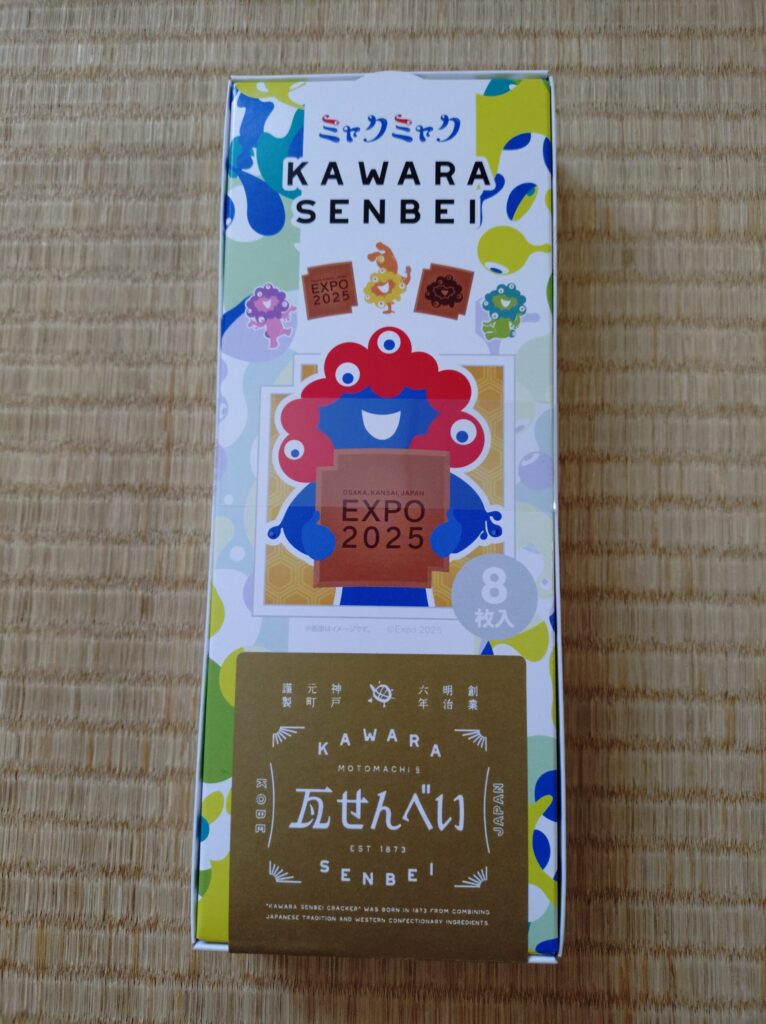 ミャクミャク
KAWARA
SENBEI
OSAKA, KANSAI, JAPAN
EXPO
2025
OSAKA, KANSAI, JAPAN
EXPO
2025
8
枚入
※画像はイメージです。 ©Expo 2025
創業
明治
六年
神戸
元町
謹製
KAWARA
MOTOMACHI'S
KOBE
瓦せんべい
JAPAN
EST 1873
SENBEI
"KAWARA SENBEI CRACKER" WAS BORN IN 1873 FROM COMBINING
JAPANESE TRADITION AND WESTERN CONFECTIONARY INGREDIENTS.